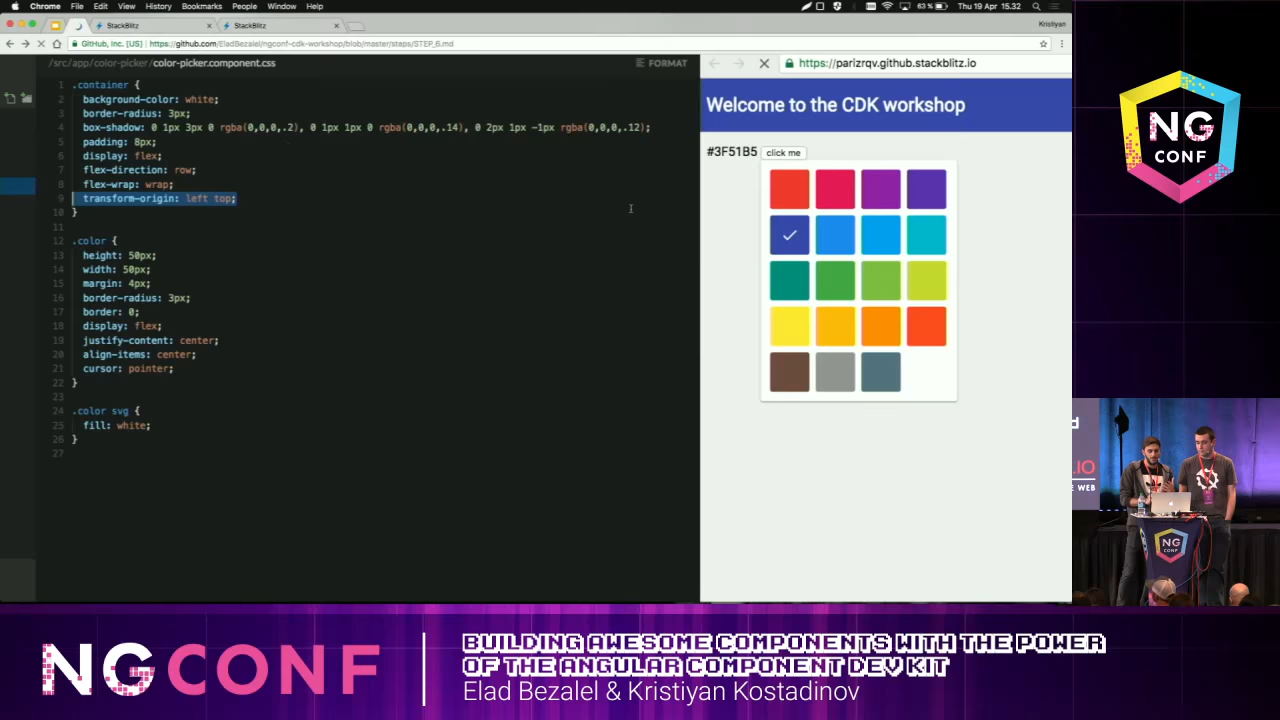 Chrome File Edit View History Bookmarks People Window Help 63 % Thu 19 Apr 15.32
StackBlitz × StackBlitz × Kristiyan
GitHub, Inc. [US] | https://github.com/EladBezalel/ngconf-cdk-workshop/blob/master/steps/STEP_6.md
/src/app/color-picker/color-picker.component.css FORMAT
https://parizrqv.github.stackblitz.io
1 .container {
2 background-color: white;
3 border-radius: 3px;
4 box-shadow: 0 1px 3px 0 rgba(0,0,0,.2), 0 1px 1px 0 rgba(0,0,0,.14), 0 2px 1px -1px rgba(0,0,0,.12);
5 padding: 8px;
6 display: flex;
7 flex-direction: row;
8 flex-wrap: wrap;
9 transform-origin: left top;
10 }
11
12 .color {
13 height: 50px;
14 width: 50px;
15 margin: 4px;
16 border-radius: 3px;
17 border: 0;
18 display: flex;
19 justify-content: center;
20 align-items: center;
21 cursor: pointer;
22 }
23
24 .color svg {
25 fill: white;
26 }
27
Welcome to the CDK workshop
#3F51B5 click me
NG
CONF
d
IO
E WEB
NG
CONF
NGCONF
BUILDING AWESOME COMPONENTS WITH THE POWER
OF THE ANGULAR COMPONENT DEV KIT
Elad Bezalel & Kristiyan Kostadinov